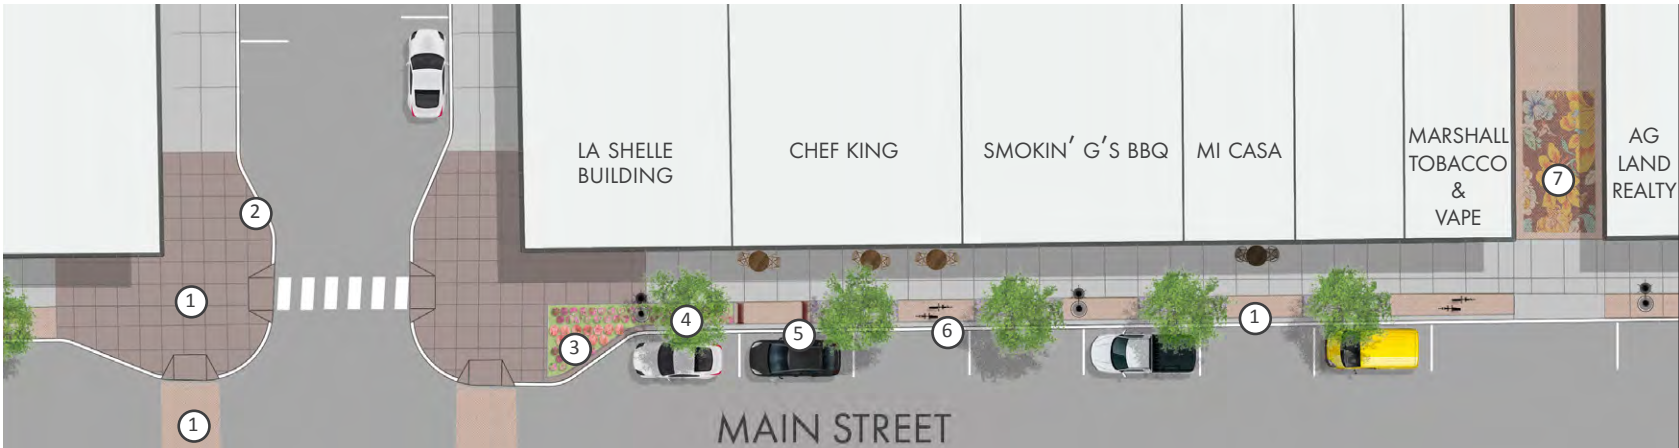 LA SHELLE
BUILDING
CHEF KING
SMOKIN' G'S BBQ
MI CASA
MARSHALL
TOBACCO
&
VAPE
AG
LAND
REALTY
7
2
1
3
4
5
6
1
1
MAIN STREET